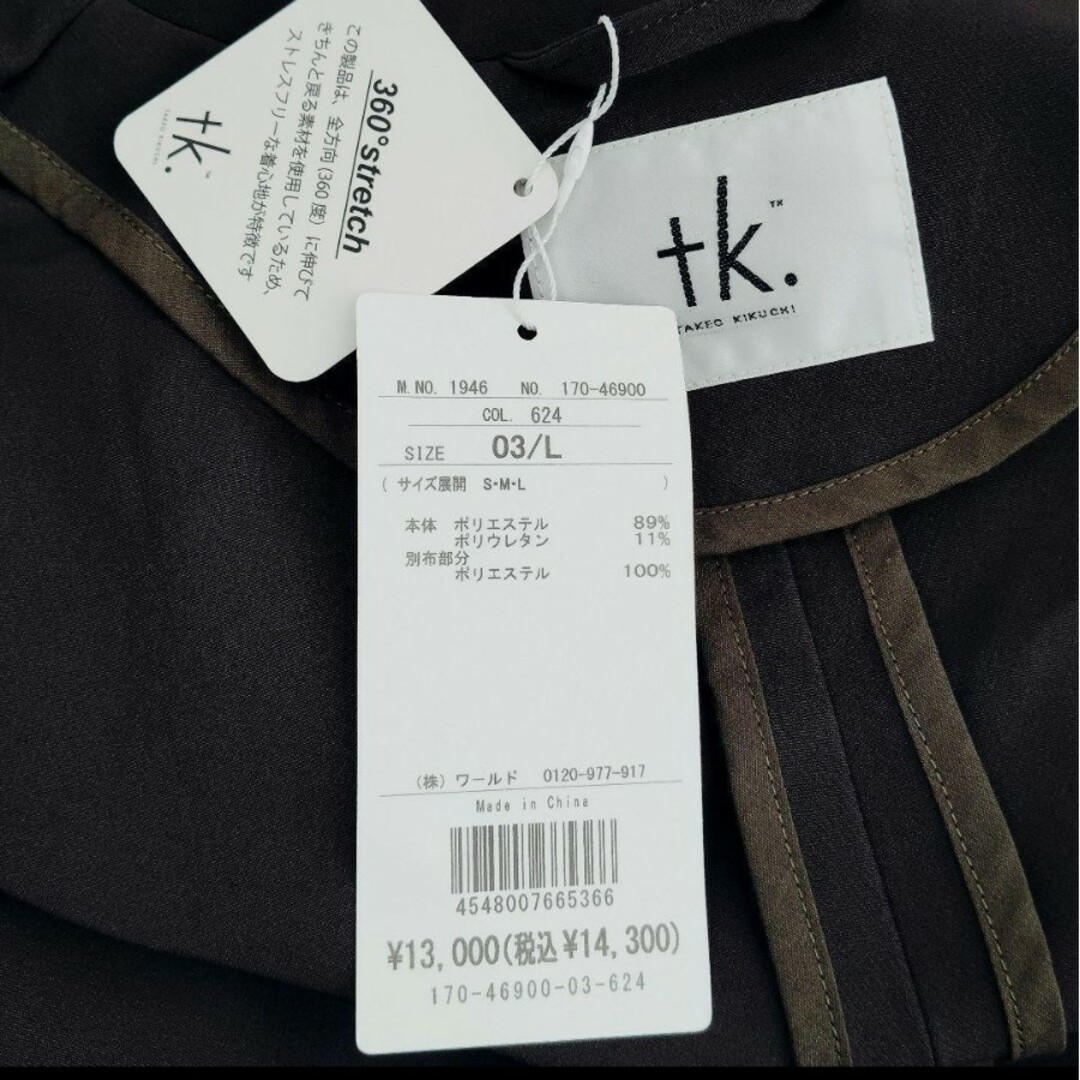 360°stretch
この製品は、全方向(360度)に伸びて
きちんと戻る素材を使用しているため、
ストレスフリーな着心地が特徴です
tk.™
TAKEO KIKUCHI
tk.™
TAKEO KIKUCHI
M.NO. 1946 NO. 170-46900
COL. 624
SIZE 03/L
( サイズ展開 S・M・L )
本体 ポリエステル 89%
ポリウレタン 11%
別布部分
ポリエステル 100%
(株)ワールド 0120-977-917
Made in China
4548007665366
¥13,000(税込¥14,300)
170-46900-03-624